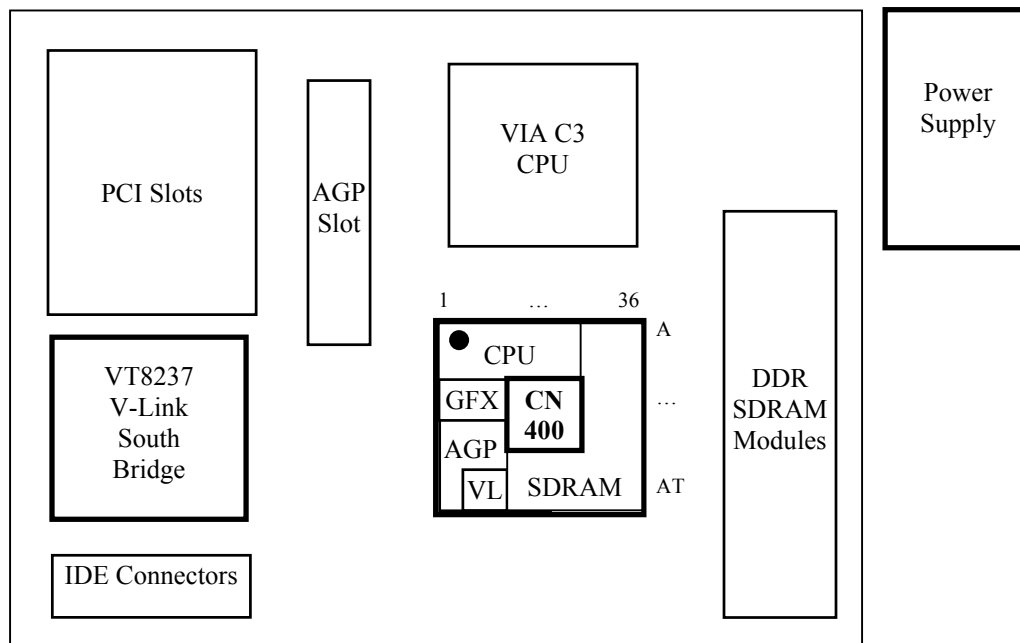 PCI Slots
AGP
Slot
VIA C3
CPU
Power
Supply
1 … 36
A
…
AT
CPU
GFX
CN
400
AGP
VL
SDRAM
DDR
SDRAM
Modules
VT8237
V-Link
South
Bridge
IDE Connectors